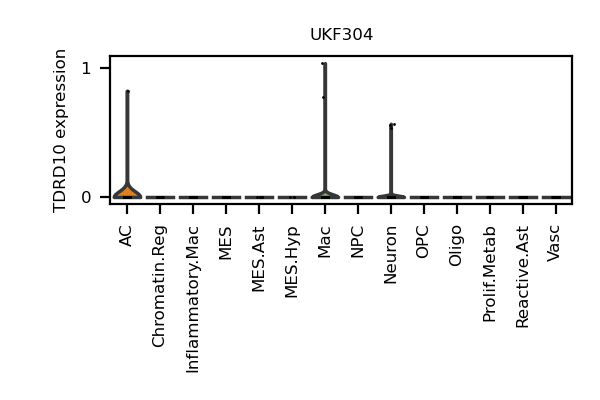 UKF304
TDRD10 expression
1
0
AC
Chromatin.Reg
Inflammatory.Mac
MES
MES.Ast
MES.Hyp
Mac
NPC
Neuron
OPC
Oligo
Prolif.Metab
Reactive.Ast
Vasc